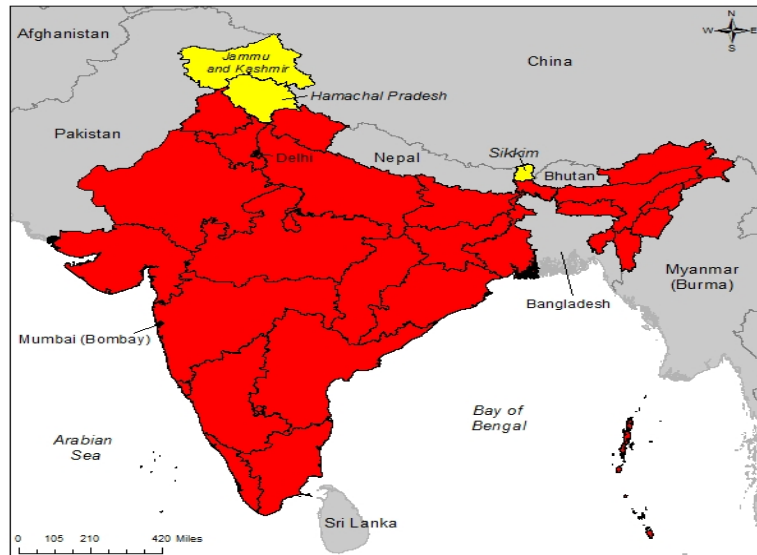 Afghanistan
N
W E
S
Jammu
and Kashmir
China
Hamachal Pradesh
Pakistan
Delhi
Nepal
Sikkim
Bhutan
Myanmar
(Burma)
Bangladesh
Mumbai (Bombay)
Bay of
Bengal
Arabian
Sea
Sri Lanka
0 105 210 420 Miles